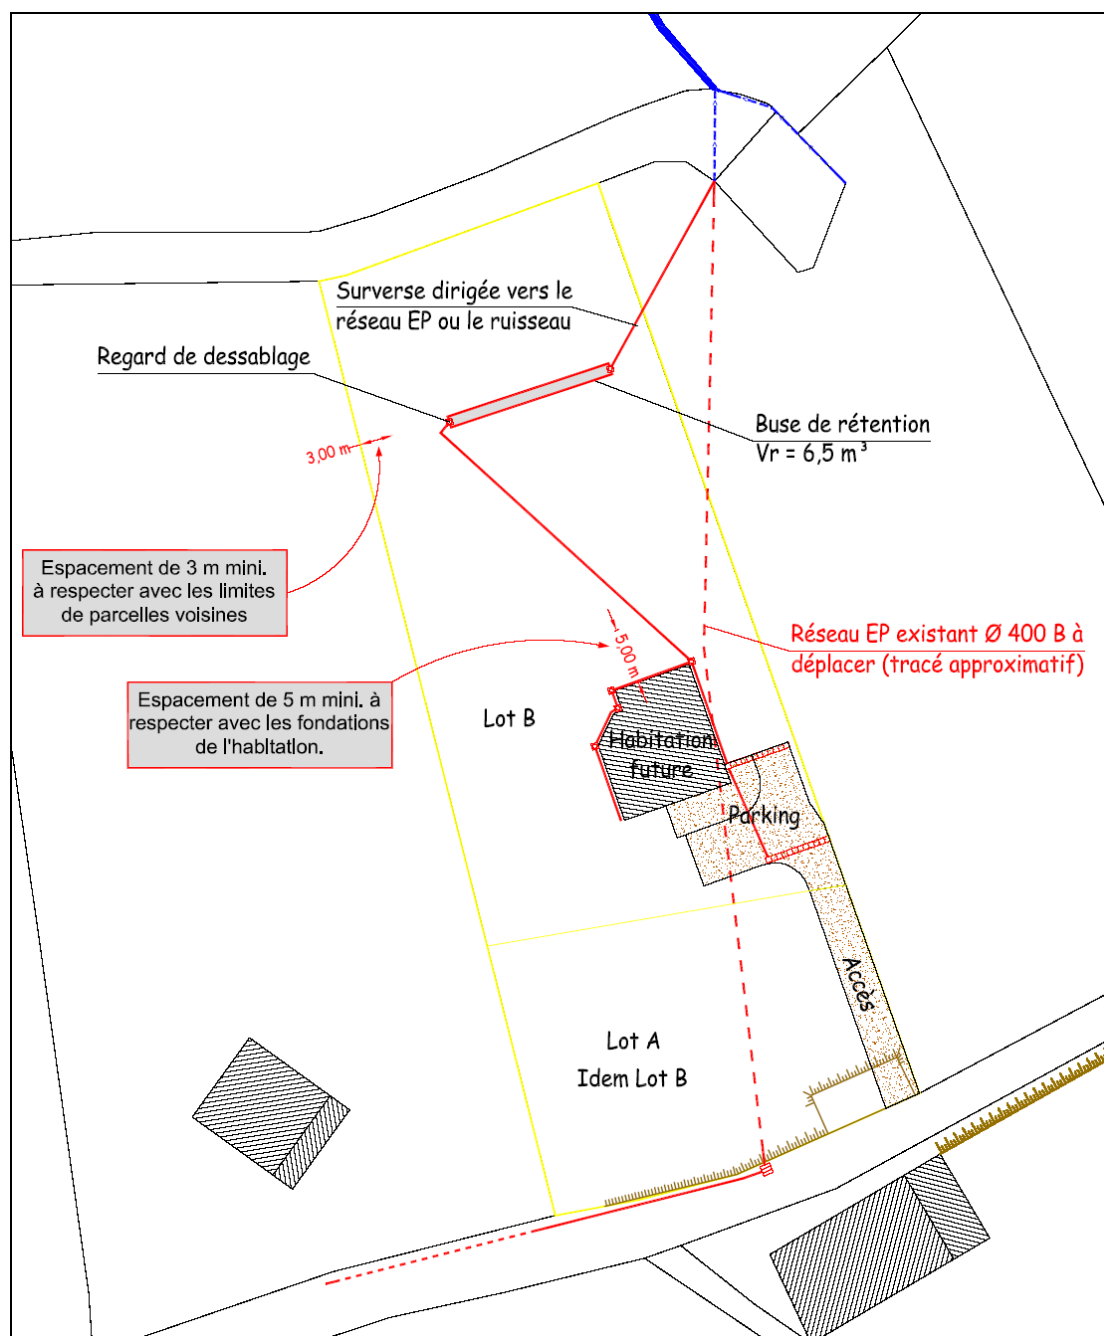 Surverse dirigée vers le
réseau EP ou le ruisseau
Regard de dessablage
Buse de rétention
Vr = 6,5 m³
3,00 m
Espacement de 3 m mini.
à respecter avec les limites
de parcelles voisines
5,00 m
Réseau EP existant Ø 400 B à
déplacer (tracé approximatif)
Espacement de 5 m mini. à
respecter avec les fondations
de l'habitation.
Lot B
Habitation
future
Parking
Accès
Lot A
Idem Lot B